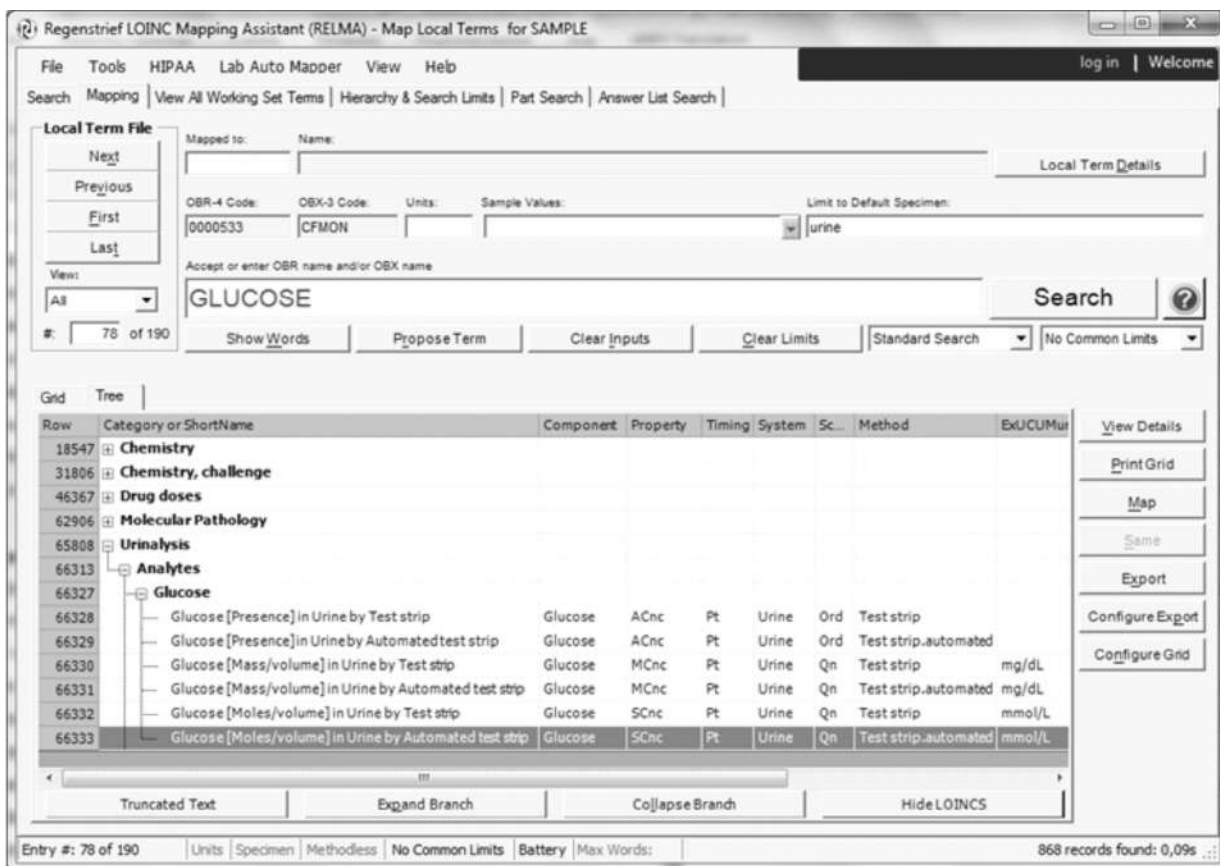 Regenstrief LOINC Mapping Assistant (RELMA) - Map Local Terms for SAMPLE
File Tools HIPAA Lab Auto Mapper View Help
log in | Welcome
Search Mapping View All Working Set Terms Hierarchy & Search Limits Part Search Answer List Search
Local Term File
Next
Previous
First
Last
View:
All
#: 78 of 190
Mapped to: Name:
Local Term Details
OBR-4 Code: OBX-3 Code: Units: Sample Values: Limit to Default Specimen:
0000533 CFMON urine
Accept or enter OBR name and/or OBX name
GLUCOSE Search ?
Show Words Propose Term Clear Inputs Clear Limits Standard Search No Common Limits
Grid Tree
Row Category or ShortName Component Property Timing System Sc... Method ExUCUMur
18547 Chemistry
31806 Chemistry, challenge
46367 Drug doses
62906 Molecular Pathology
65808 Urinalysis
66313 Analytes
66327 Glucose
66328 Glucose [Presence] in Urine by Test strip Glucose ACnc Pt Urine Ord Test strip
66329 Glucose [Presence] in Urine by Automated test strip Glucose ACnc Pt Urine Ord Test strip.automated
66330 Glucose [Mass/volume] in Urine by Test strip Glucose MCnc Pt Urine Qn Test strip mg/dL
66331 Glucose [Mass/volume] in Urine by Automated test strip Glucose MCnc Pt Urine Qn Test strip.automated mg/dL
66332 Glucose [Moles/volume] in Urine by Test strip Glucose SCnc Pt Urine Qn Test strip mmol/L
66333 Glucose [Moles/volume] in Urine by Automated test strip Glucose SCnc Pt Urine Qn Test strip.automated mmol/L
View Details
Print Grid
Map
Same
Export
Configure Export
Configure Grid
Truncated Text Expand Branch Collapse Branch Hide LOINCS
Entry #: 78 of 190 Units Specimen Methodless No Common Limits Battery Max Words: 868 records found: 0,09s